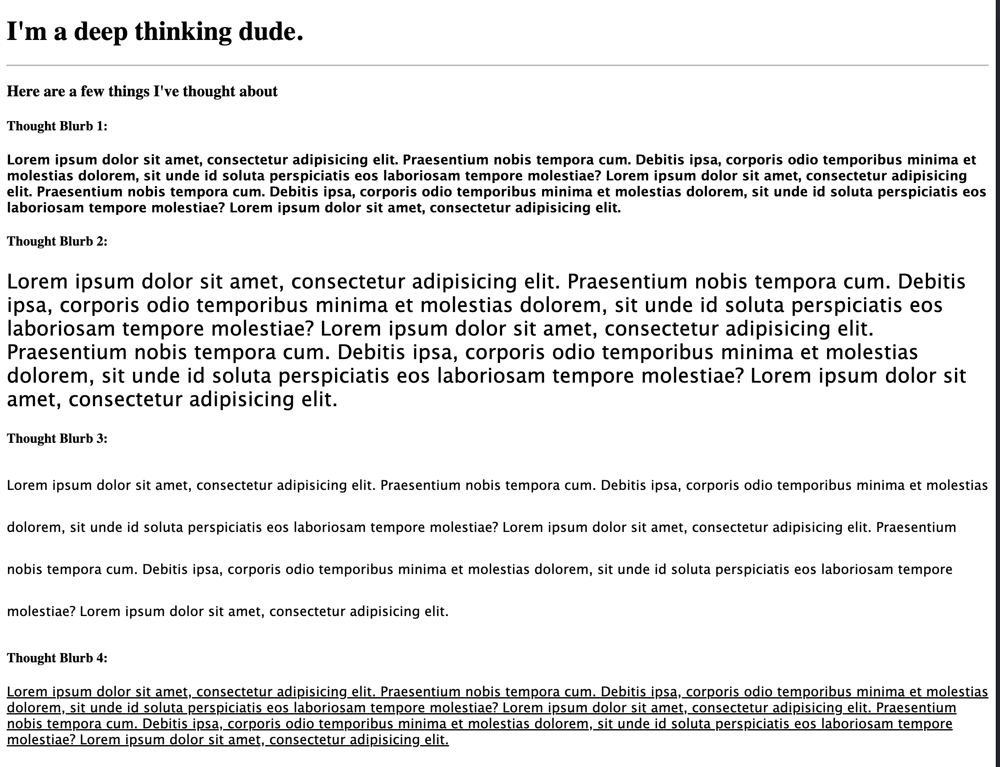 I'm a deep thinking dude.
Here are a few things I've thought about
Thought Blurb 1:
Lorem ipsum dolor sit amet, consectetur adipisicing elit. Praesentium nobis tempora cum. Debitis ipsa, corporis odio temporibus minima et
molestias dolorem, sit unde id soluta perspiciatis eos laboriosam tempore molestiae? Lorem ipsum dolor sit amet, consectetur adipisicing
elit. Praesentium nobis tempora cum. Debitis ipsa, corporis odio temporibus minima et molestias dolorem, sit unde id soluta perspiciatis eos
laboriosam tempore molestiae? Lorem ipsum dolor sit amet, consectetur adipisicing elit.
Thought Blurb 2:
Lorem ipsum dolor sit amet, consectetur adipisicing elit. Praesentium nobis tempora cum. Debitis
ipsa, corporis odio temporibus minima et molestias dolorem, sit unde id soluta perspiciatis eos
laboriosam tempore molestiae? Lorem ipsum dolor sit amet, consectetur adipisicing elit.
Praesentium nobis tempora cum. Debitis ipsa, corporis odio temporibus minima et molestias
dolorem, sit unde id soluta perspiciatis eos laboriosam tempore molestiae? Lorem ipsum dolor sit
amet, consectetur adipisicing elit.
Thought Blurb 3:
Lorem ipsum dolor sit amet, consectetur adipisicing elit. Praesentium nobis tempora cum. Debitis ipsa, corporis odio temporibus minima et molestias
dolorem, sit unde id soluta perspiciatis eos laboriosam tempore molestiae? Lorem ipsum dolor sit amet, consectetur adipisicing elit. Praesentium
nobis tempora cum. Debitis ipsa, corporis odio temporibus minima et molestias dolorem, sit unde id soluta perspiciatis eos laboriosam tempore
molestiae? Lorem ipsum dolor sit amet, consectetur adipisicing elit.
Thought Blurb 4:
Lorem ipsum dolor sit amet, consectetur adipisicing elit. Praesentium nobis tempora cum. Debitis ipsa, corporis odio temporibus minima et molestias
dolorem, sit unde id soluta perspiciatis eos laboriosam tempore molestiae? Lorem ipsum dolor sit amet, consectetur adipisicing elit. Praesentium
nobis tempora cum. Debitis ipsa, corporis odio temporibus minima et molestias dolorem, sit unde id soluta perspiciatis eos laboriosam tempore
molestiae? Lorem ipsum dolor sit amet, consectetur adipisicing elit.